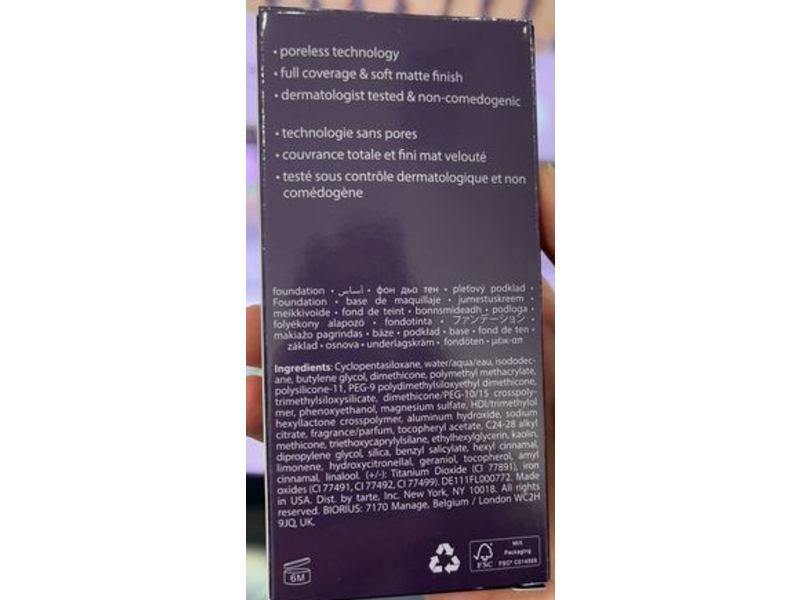 • poreless technology
• full coverage & soft matte finish
• dermatologist tested & non-comedogenic
• technologie sans pores
• couvrance totale et fini mat velouté
• testé sous contrôle dermatologique et non
comédogène
foundation • أساس • фон дьо тен • pleťový podklad •
Foundation • base de maquillaje • jumestuskreem •
meikkivoide • fond de teint • bonnsmideadh • podloga •
folyékony alapozó • fondotinta • ファンデーション •
makiažo pagrindas • bāze • podkład • base • fond de ten •
základ • osnova • underlagskräm • fondöten • μέικ-απ
Ingredients: Cyclopentasiloxane, water/aqua/eau, isododec-
ane, butylene glycol, dimethicone, polymethyl methacrylate,
polysilicone-11, PEG-9 polydimethylsiloxyethyl dimethicone,
trimethylsiloxysilicate, dimethicone/PEG-10/15 crosspoly-
mer, phenoxyethanol, magnesium sulfate, HDI/trimethylol
hexyllactone crosspolymer, aluminum hydroxide, sodium
citrate, fragrance/parfum, tocopheryl acetate, C24-28 alkyl
methicone, triethoxycaprylylsilane, ethylhexylglycerin, kaolin,
dipropylene glycol, silica, benzyl salicylate, hexyl cinnamal,
limonene, hydroxycitronellal, geraniol, tocopherol, amyl
cinnamal, linalool. (+/-): Titanium Dioxide (CI 77891), iron
oxides (CI 77491, CI 77492, CI 77499). DE111FL000772. Made
in USA. Dist. by tarte, Inc. New York, NY 10018. All rights
reserved. BIORIUS: 7170 Manage, Belgium / London WC2H
9JQ, UK.
6M
FSC
MIX
Packaging
FSC® C014005